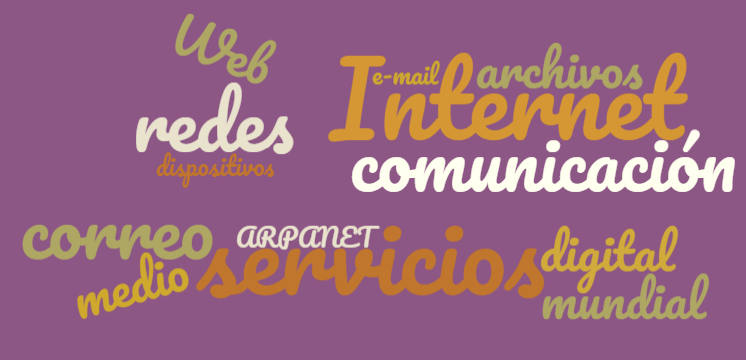 Web
redes
dispositivos
e-mail
archivos
Internet
comunicación
correo
ARPANET
medio
servicios
digital
mundial